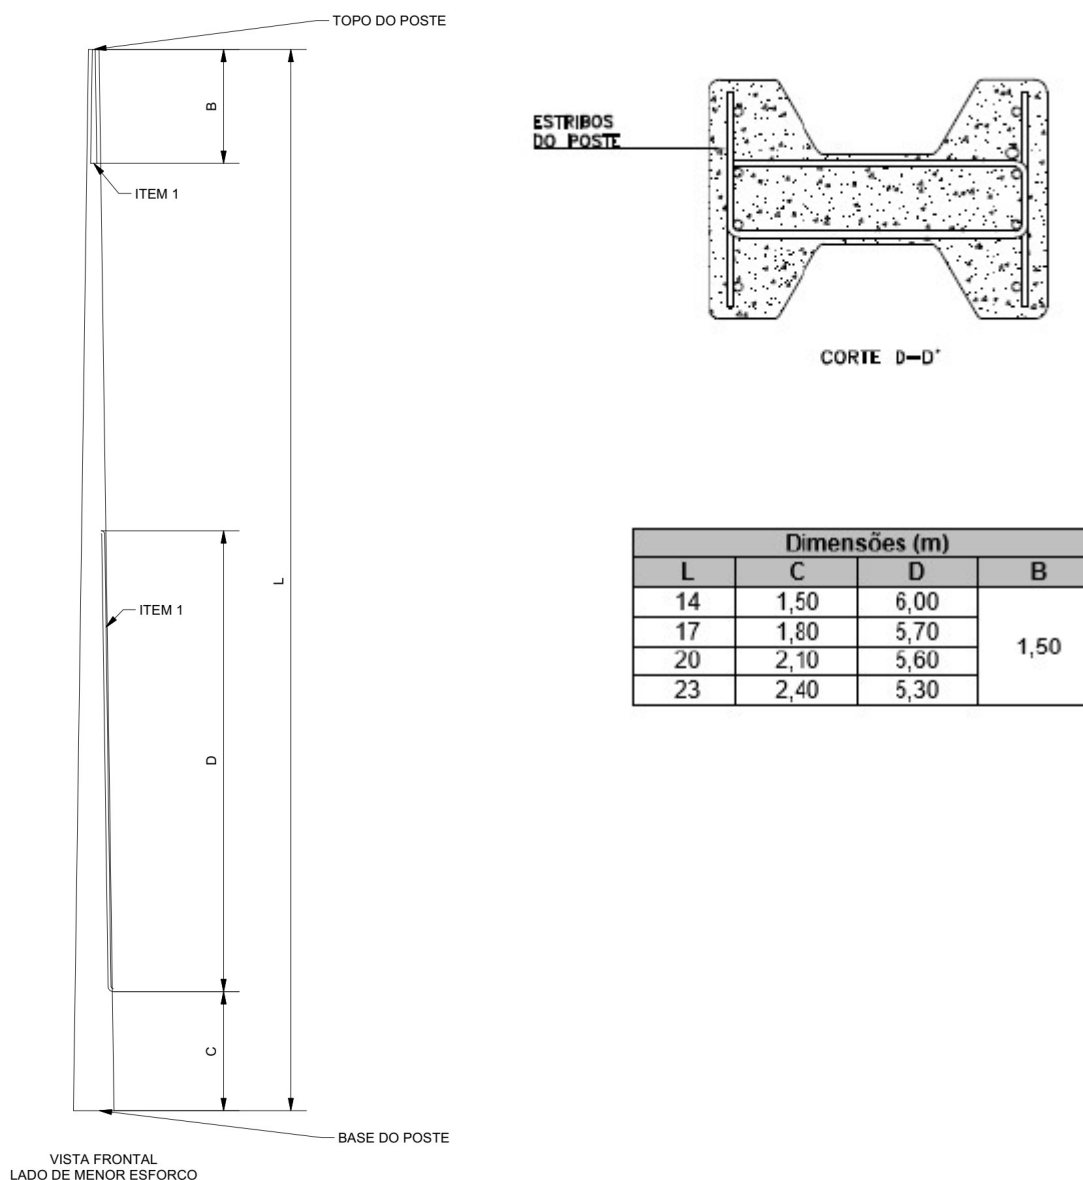 TOPO DO POSTE
B
ITEM 1
ESTRIBOS
DO POSTE
CORTE D-D'
L
ITEM 1
D
C
BASE DO POSTE
VISTA FRONTAL
LADO DE MENOR ESFORCO
Dimensões (m)
L C D B
14 1,50 6,00
17 1,80 5,70
1,50
20 2,10 5,60
23 2,40 5,30